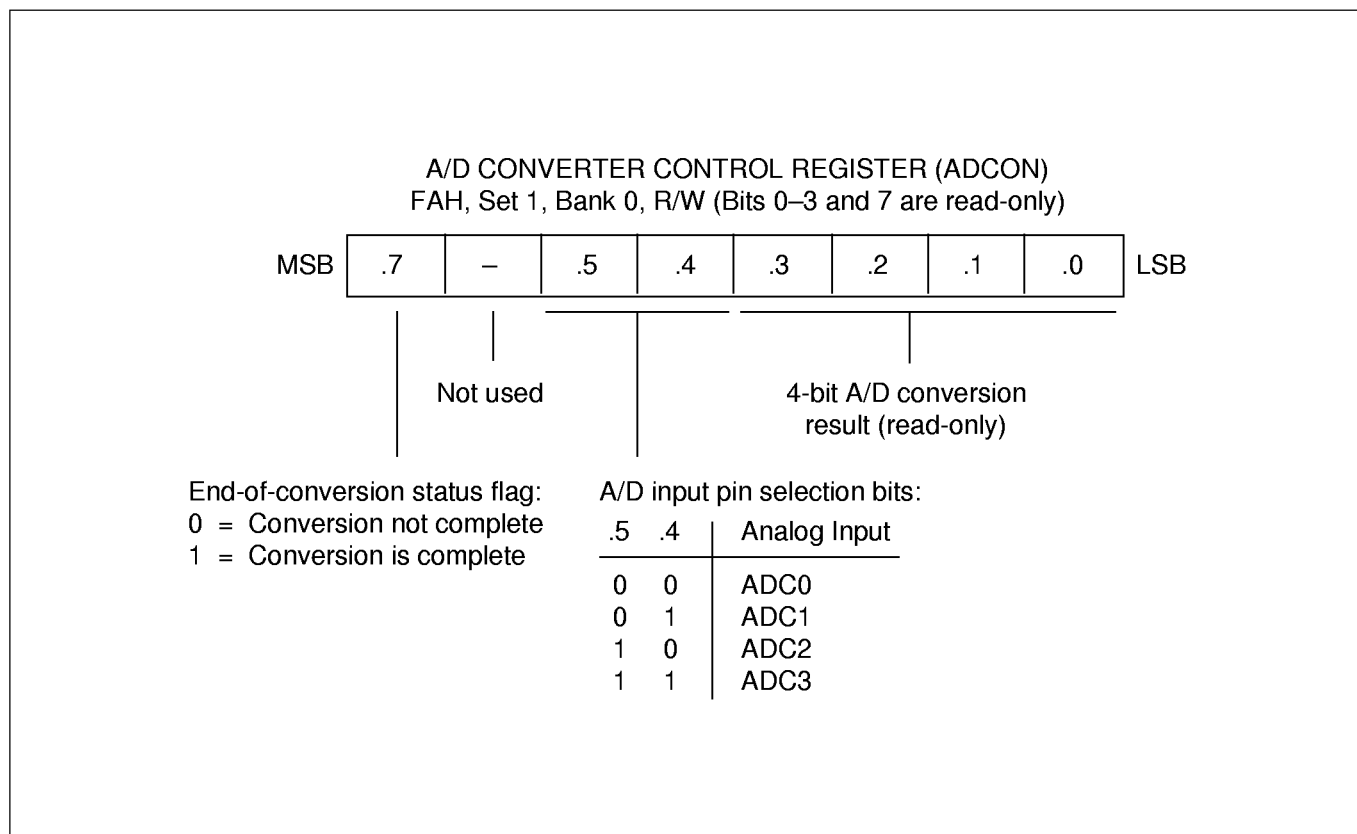 A/D CONVERTER CONTROL REGISTER (ADCON)
FAH, Set 1, Bank 0, R/W (Bits 0–3 and 7 are read-only)
MSB .7 – .5 .4 .3 .2 .1 .0 LSB
Not used
4-bit A/D conversion
result (read-only)
End-of-conversion status flag:
0 = Conversion not complete
1 = Conversion is complete
A/D input pin selection bits:
.5 .4 Analog Input
0 0 ADC0
0 1 ADC1
1 0 ADC2
1 1 ADC3